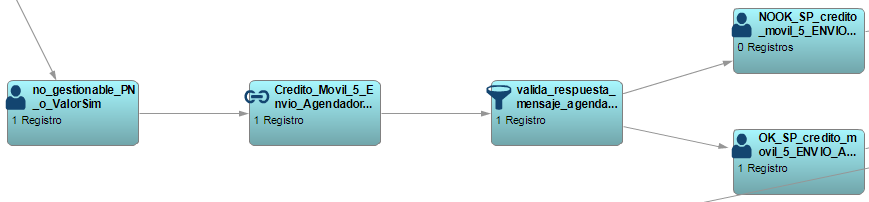 no_gestionable_PN
_o_ValorSim
1 Registro
Credito_Movil_5_E
nvio_Agendador...
1 Registro
valida_respuesta_
mensaje_agenda...
1 Registro
NOOK_SP_credito
_movil_5_ENVIO...
0 Registros
OK_SP_credito_m
ovil_5_ENVIO_A...
1 Registro